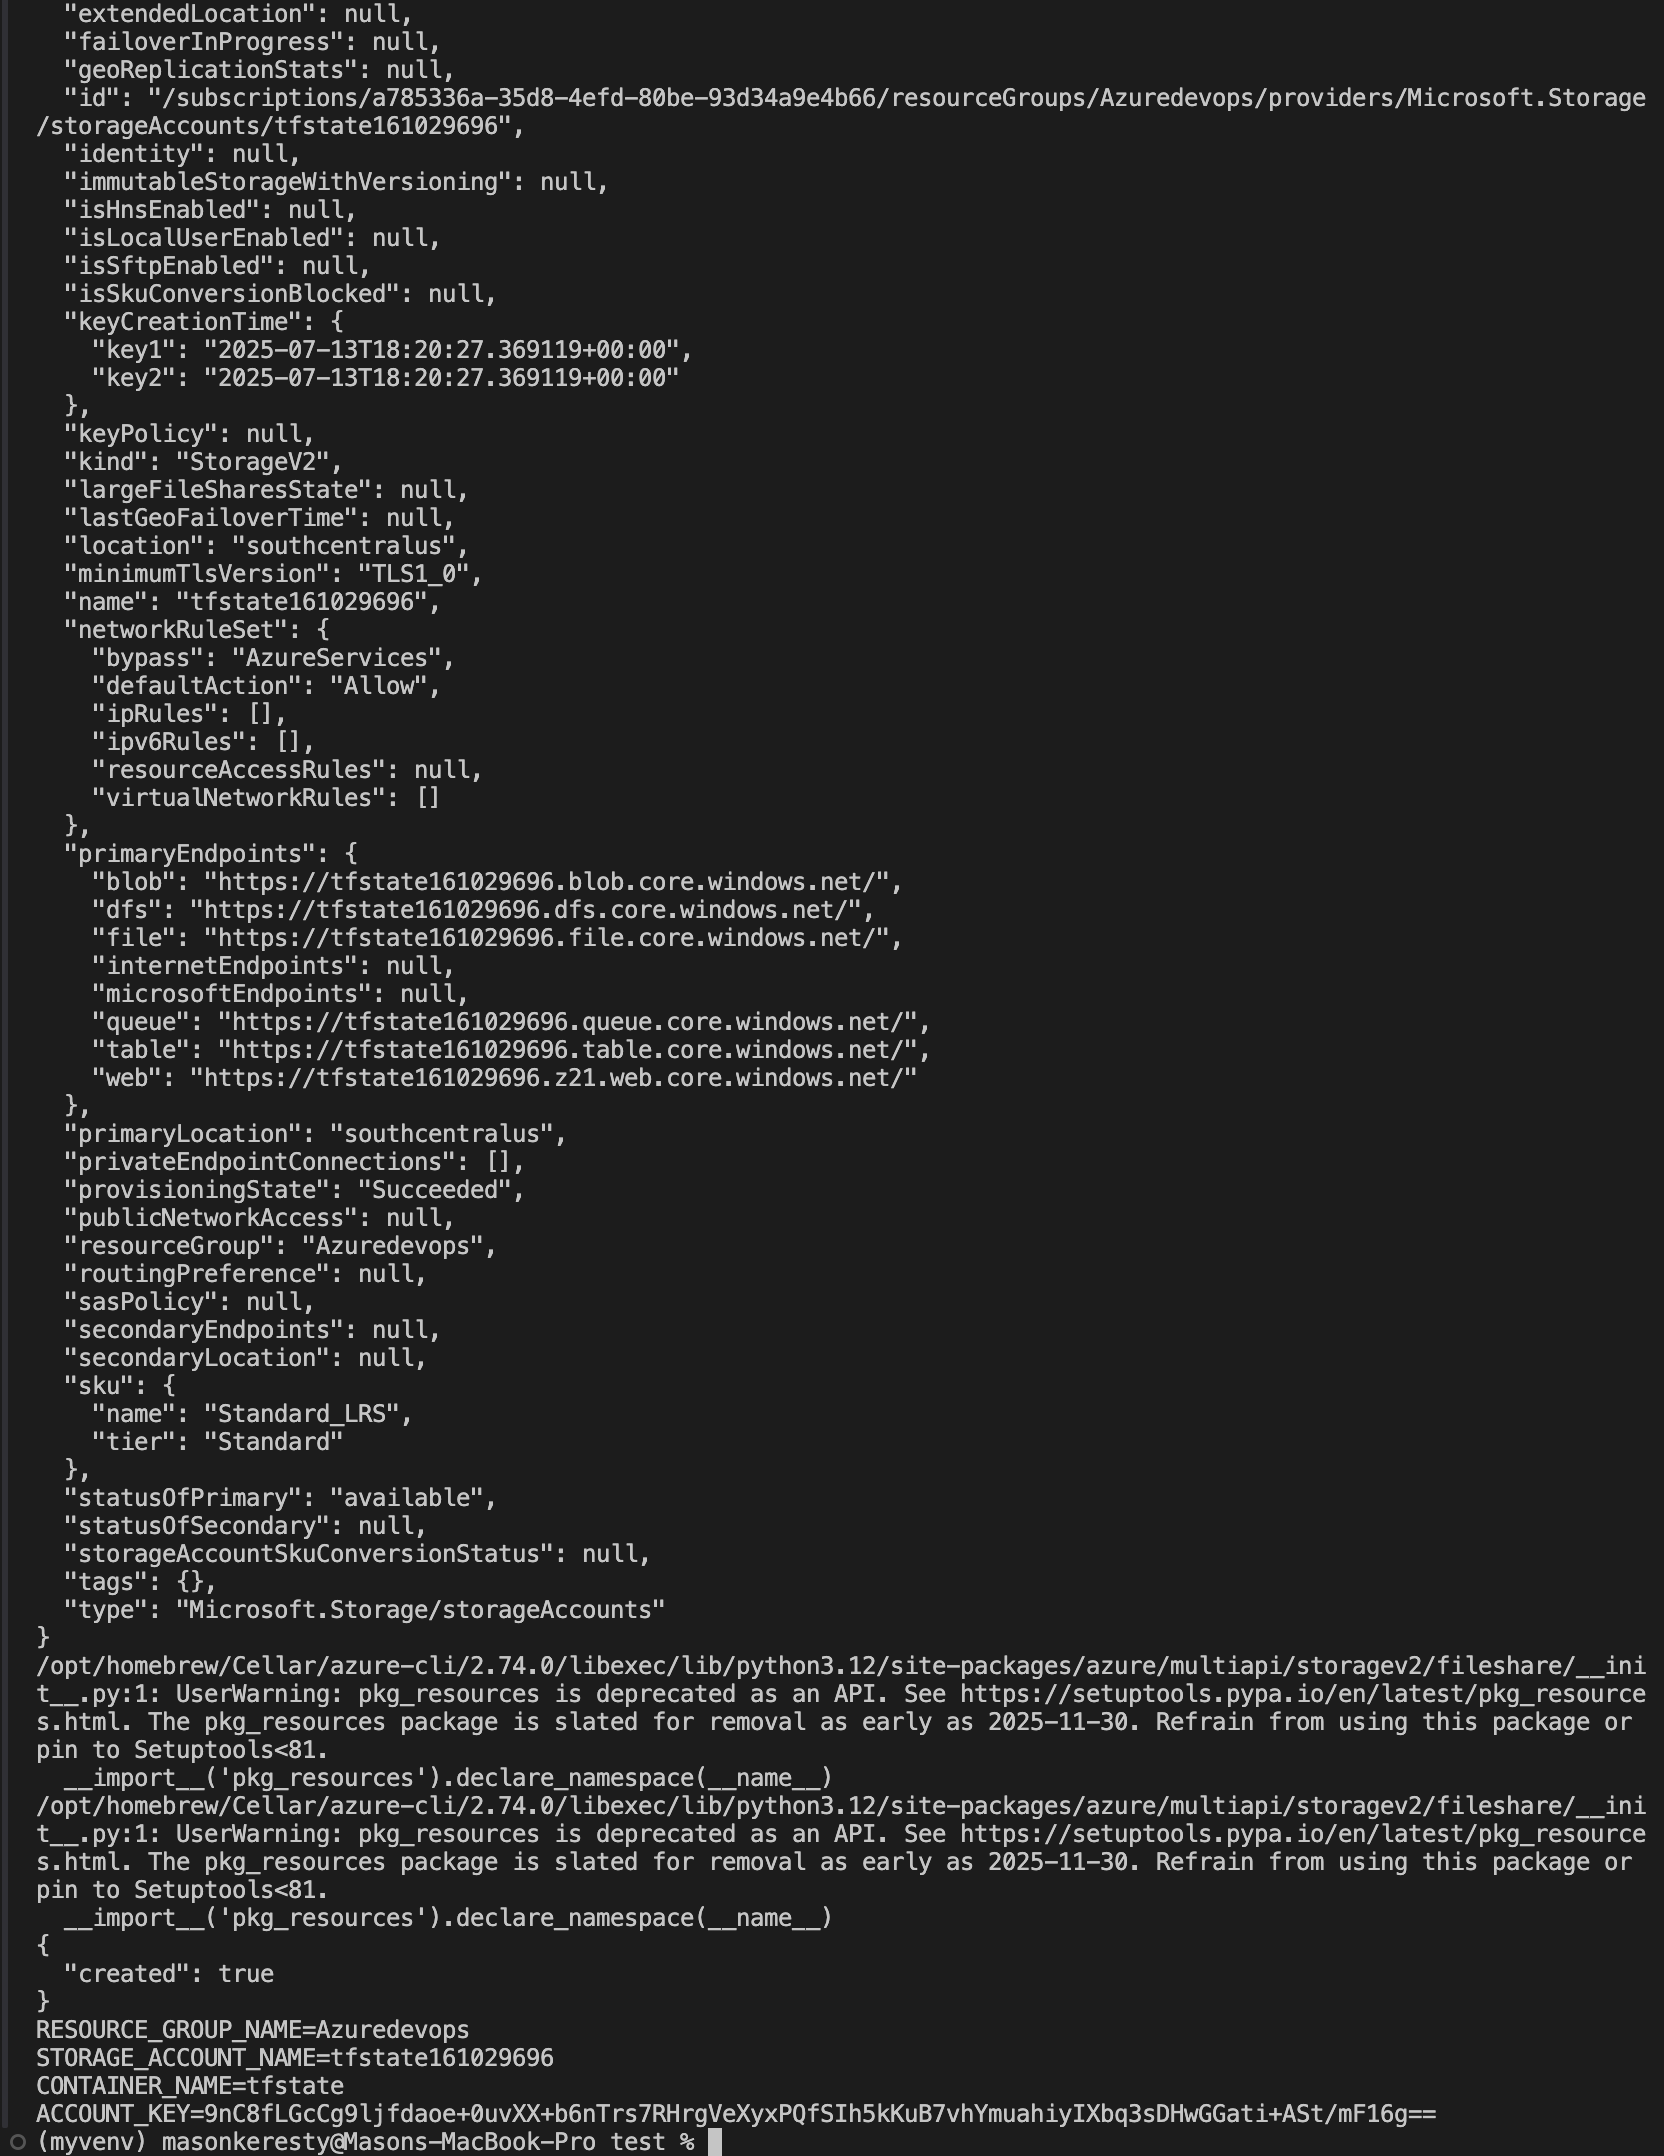 "extendedLocation": null,
"failoverInProgress": null,
"geoReplicationStats": null,
"id": "/subscriptions/a785336a-35d8-4efd-80be-93d34a9e4b66/resourceGroups/Azuredevops/providers/Microsoft.Storage
/storageAccounts/tfstate161029696",
"identity": null,
"immutableStorageWithVersioning": null,
"isHnsEnabled": null,
"isLocalUserEnabled": null,
"isSftpEnabled": null,
"isSkuConversionBlocked": null,
"keyCreationTime": {
"key1": "2025-07-13T18:20:27.369119+00:00",
"key2": "2025-07-13T18:20:27.369119+00:00"
},
"keyPolicy": null,
"kind": "StorageV2",
"largeFileSharesState": null,
"lastGeoFailoverTime": null,
"location": "southcentralus",
"minimumTlsVersion": "TLS1_0",
"name": "tfstate161029696",
"networkRuleSet": {
"bypass": "AzureServices",
"defaultAction": "Allow",
"ipRules": [],
"ipv6Rules": [],
"resourceAccessRules": null,
"virtualNetworkRules": []
},
"primaryEndpoints": {
"blob": "https://tfstate161029696.blob.core.windows.net/",
"dfs": "https://tfstate161029696.dfs.core.windows.net/",
"file": "https://tfstate161029696.file.core.windows.net/",
"internetEndpoints": null,
"microsoftEndpoints": null,
"queue": "https://tfstate161029696.queue.core.windows.net/",
"table": "https://tfstate161029696.table.core.windows.net/",
"web": "https://tfstate161029696.z21.web.core.windows.net/"
},
"primaryLocation": "southcentralus",
"privateEndpointConnections": [],
"provisioningState": "Succeeded",
"publicNetworkAccess": null,
"resourceGroup": "Azuredevops",
"routingPreference": null,
"sasPolicy": null,
"secondaryEndpoints": null,
"secondaryLocation": null,
"sku": {
"name": "Standard_LRS",
"tier": "Standard"
},
"statusOfPrimary": "available",
"statusOfSecondary": null,
"storageAccountSkuConversionStatus": null,
"tags": {},
"type": "Microsoft.Storage/storageAccounts"
}
/opt/homebrew/Cellar/azure-cli/2.74.0/libexec/lib/python3.12/site-packages/azure/multiapi/storagev2/fileshare/__ini
t__.py:1: UserWarning: pkg_resources is deprecated as an API. See https://setuptools.pypa.io/en/latest/pkg_resource
s.html. The pkg_resources package is slated for removal as early as 2025-11-30. Refrain from using this package or
pin to Setuptools<81.
__import__('pkg_resources').declare_namespace(__name__)
/opt/homebrew/Cellar/azure-cli/2.74.0/libexec/lib/python3.12/site-packages/azure/multiapi/storagev2/fileshare/__ini
t__.py:1: UserWarning: pkg_resources is deprecated as an API. See https://setuptools.pypa.io/en/latest/pkg_resource
s.html. The pkg_resources package is slated for removal as early as 2025-11-30. Refrain from using this package or
pin to Setuptools<81.
__import__('pkg_resources').declare_namespace(__name__)
{
"created": true
}
RESOURCE_GROUP_NAME=Azuredevops
STORAGE_ACCOUNT_NAME=tfstate161029696
CONTAINER_NAME=tfstate
ACCOUNT_KEY=9nC8fLGcCg9ljfdaoe+0uvXX+b6nTrs7RHrgVeXyxPQfSIh5kKuB7vhYmuahiyIXbq3sDHwGGati+ASt/mF16g==
(myvenv) masonkeresty@Masons-MacBook-Pro test %